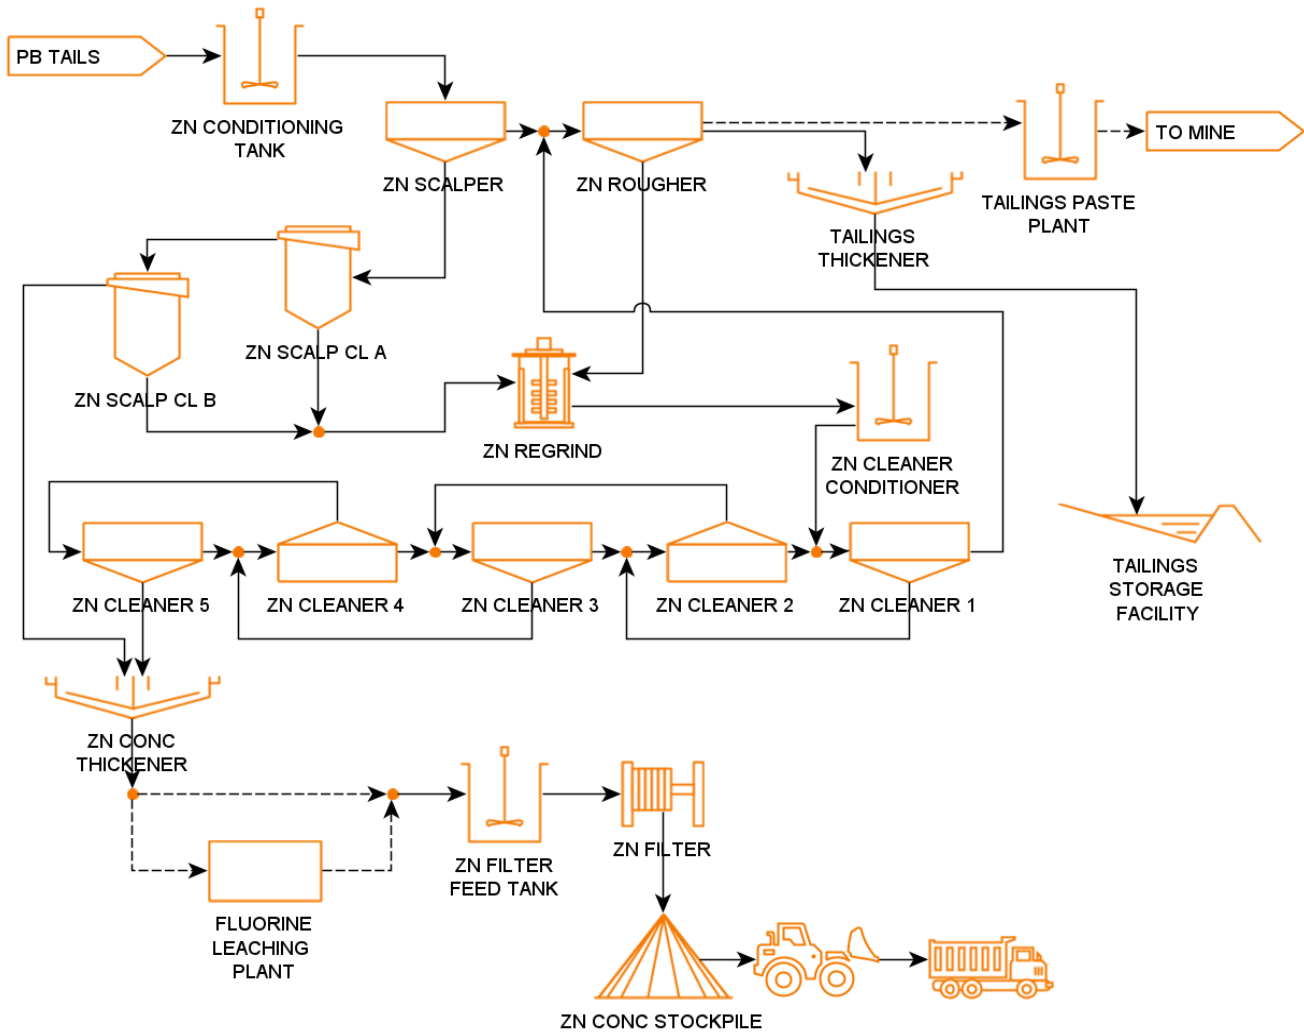 PB TAILS
ZN CONDITIONING
TANK
ZN SCALPER
ZN ROUGHER
TAILINGS PASTE
PLANT
TO MINE
TAILINGS
THICKENER
ZN SCALP CL A
ZN SCALP CL B
ZN REGRIND
ZN CLEANER
CONDITIONER
ZN CLEANER 5
ZN CLEANER 4
ZN CLEANER 3
ZN CLEANER 2
ZN CLEANER 1
TAILINGS
STORAGE
FACILITY
ZN CONC
THICKENER
FLUORINE
LEACHING
PLANT
ZN FILTER
FEED TANK
ZN FILTER
ZN CONC STOCKPILE